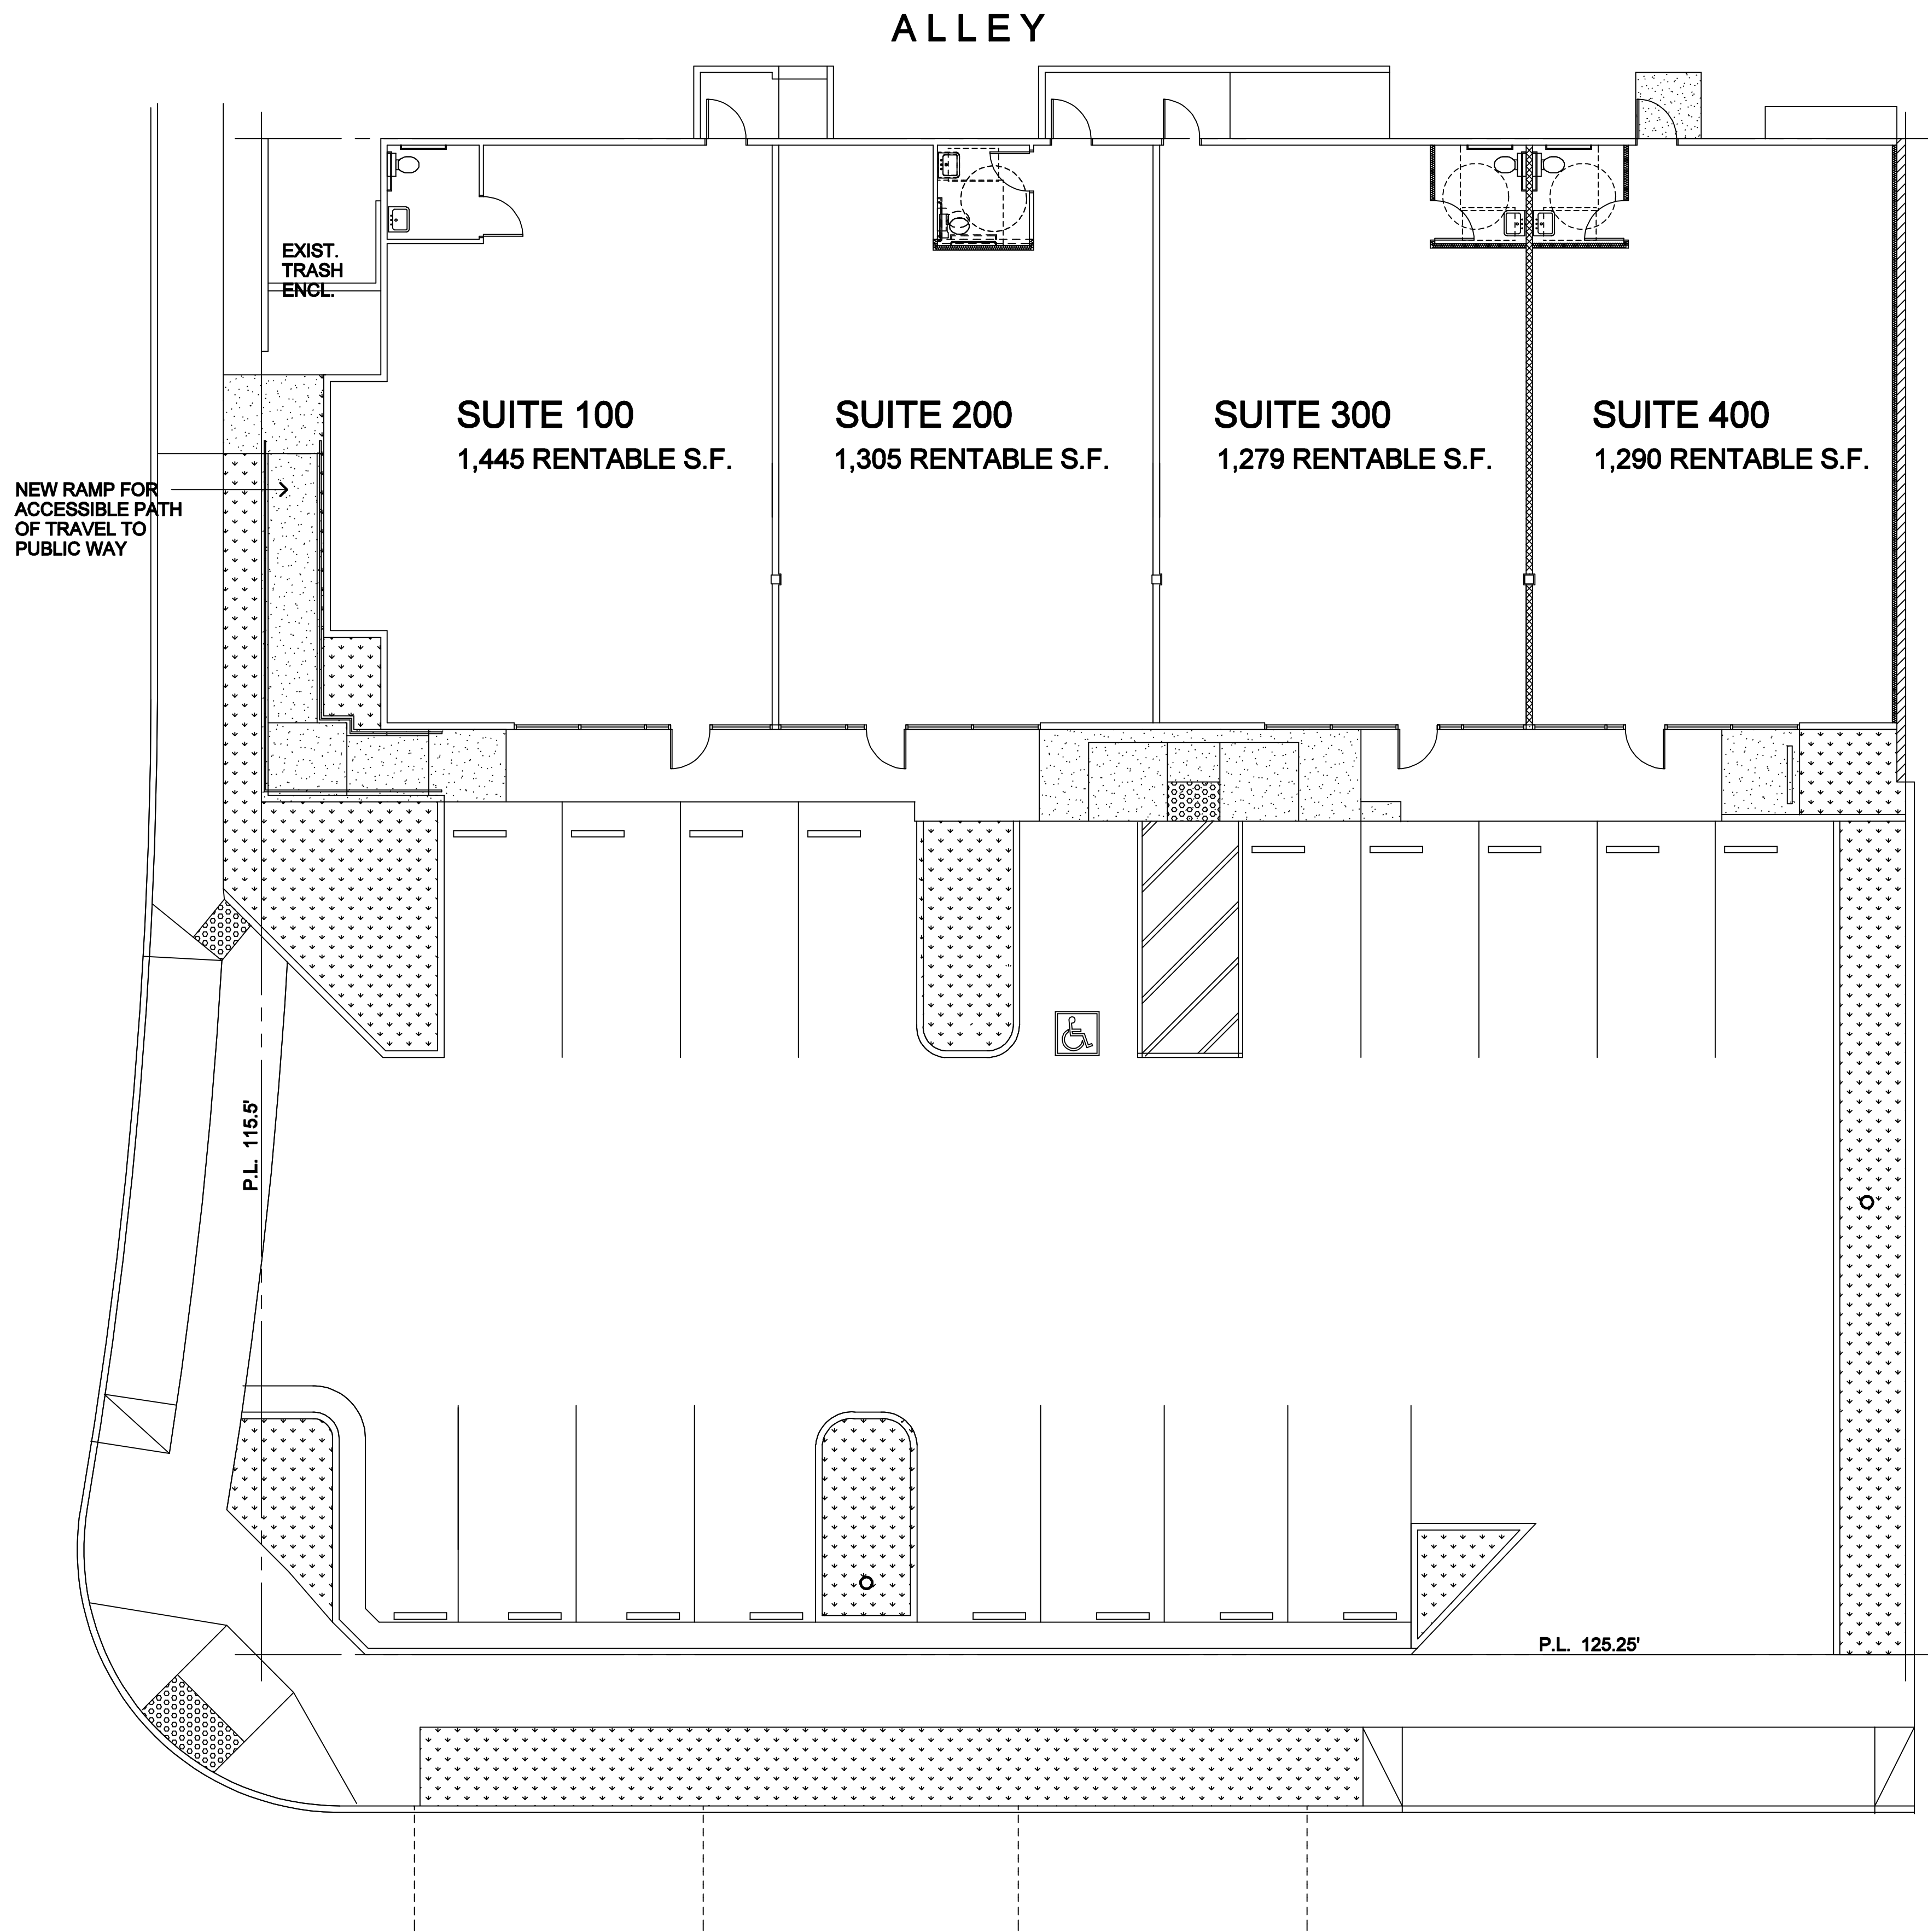 ALLEY
EXIST.
TRASH
ENCL.
SUITE 100
1,445 RENTABLE S.F.
SUITE 200
1,305 RENTABLE S.F.
SUITE 300
1,279 RENTABLE S.F.
SUITE 400
1,290 RENTABLE S.F.
NEW RAMP FOR
ACCESSIBLE PATH
OF TRAVEL TO
PUBLIC WAY
P.L. 115.5'
P.L. 125.25'